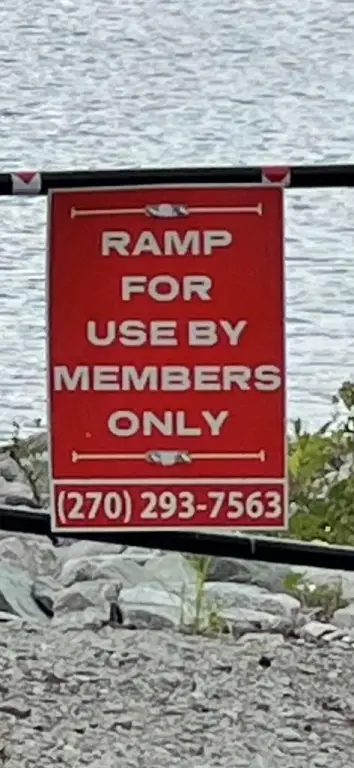 RAMP
FOR
USE BY
MEMBERS
ONLY
(270) 293-7563